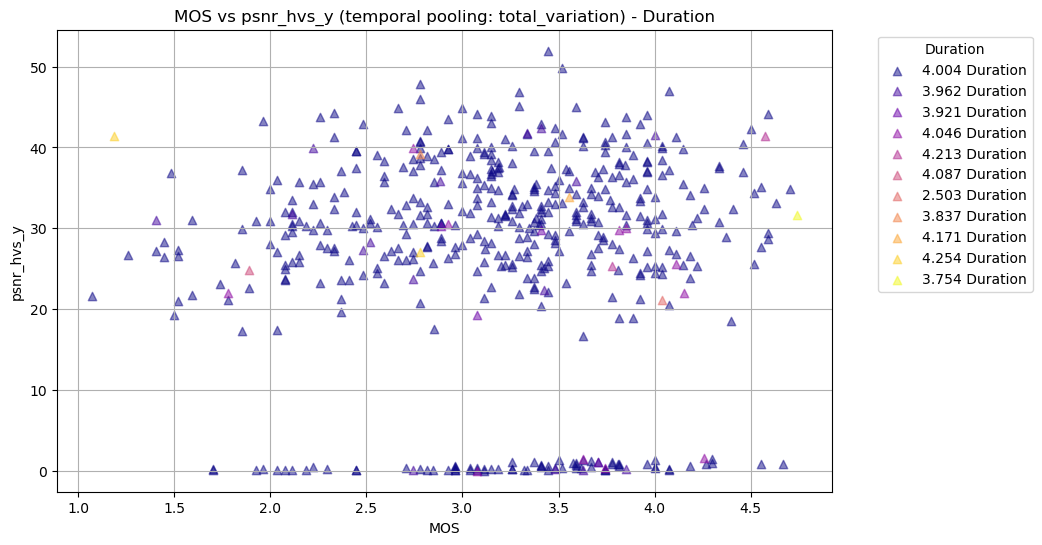 MOS vs psnr_hvs_y (temporal pooling: total_variation) - Duration
psnr_hvs_y
50
40
30
20
10
0
1.0 1.5 2.0 2.5 3.0 3.5 4.0 4.5
MOS
Duration
4.004 Duration
3.962 Duration
3.921 Duration
4.046 Duration
4.213 Duration
4.087 Duration
2.503 Duration
3.837 Duration
4.171 Duration
4.254 Duration
3.754 Duration